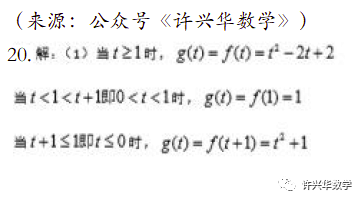 (来源：公众号《许兴华数学》)
20.解：(1)当t≥1时，g(t)=f(t)=t²-2t+2
当t<1<t+1即0<t<1时，g(t)=f(1)=1
当t+1≤1即t≤0时，g(t)=f(t+1)=t²+1
许兴华数学